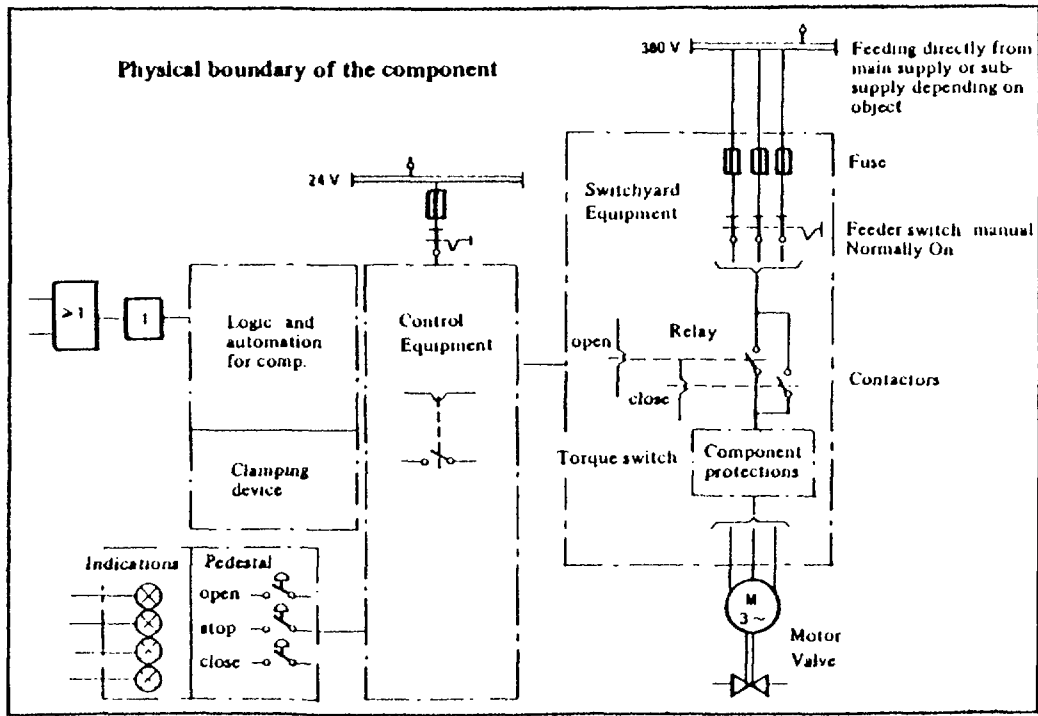 Physical boundary of the component
380 V
Feeding directly from
main supply or sub-
supply depending on
object
Fuse
24 V
Switchyard
Equipment
Feeder switch manual
Normally On
≥ 1
1
Logic and
automation
for comp.
Control
Equipment
open
Relay
close
Contactors
Clamping
device
Torque switch
Component
protections
Indications
Pedestal
open
stop
close
M
3 ~
Motor
Valve